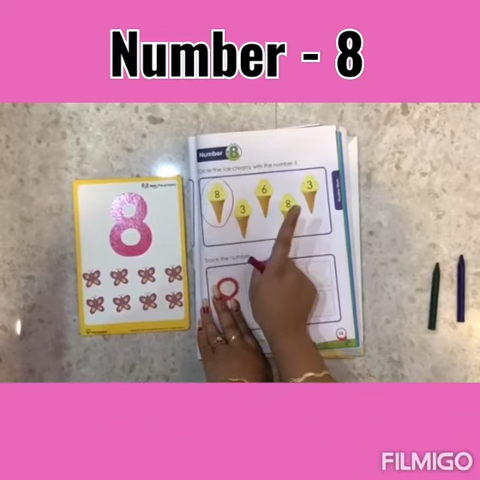 Number - 8
Number 8
Circle the ice creams with the number 8.
8
3
6
8
3
Trace the number
8
FILMIGO